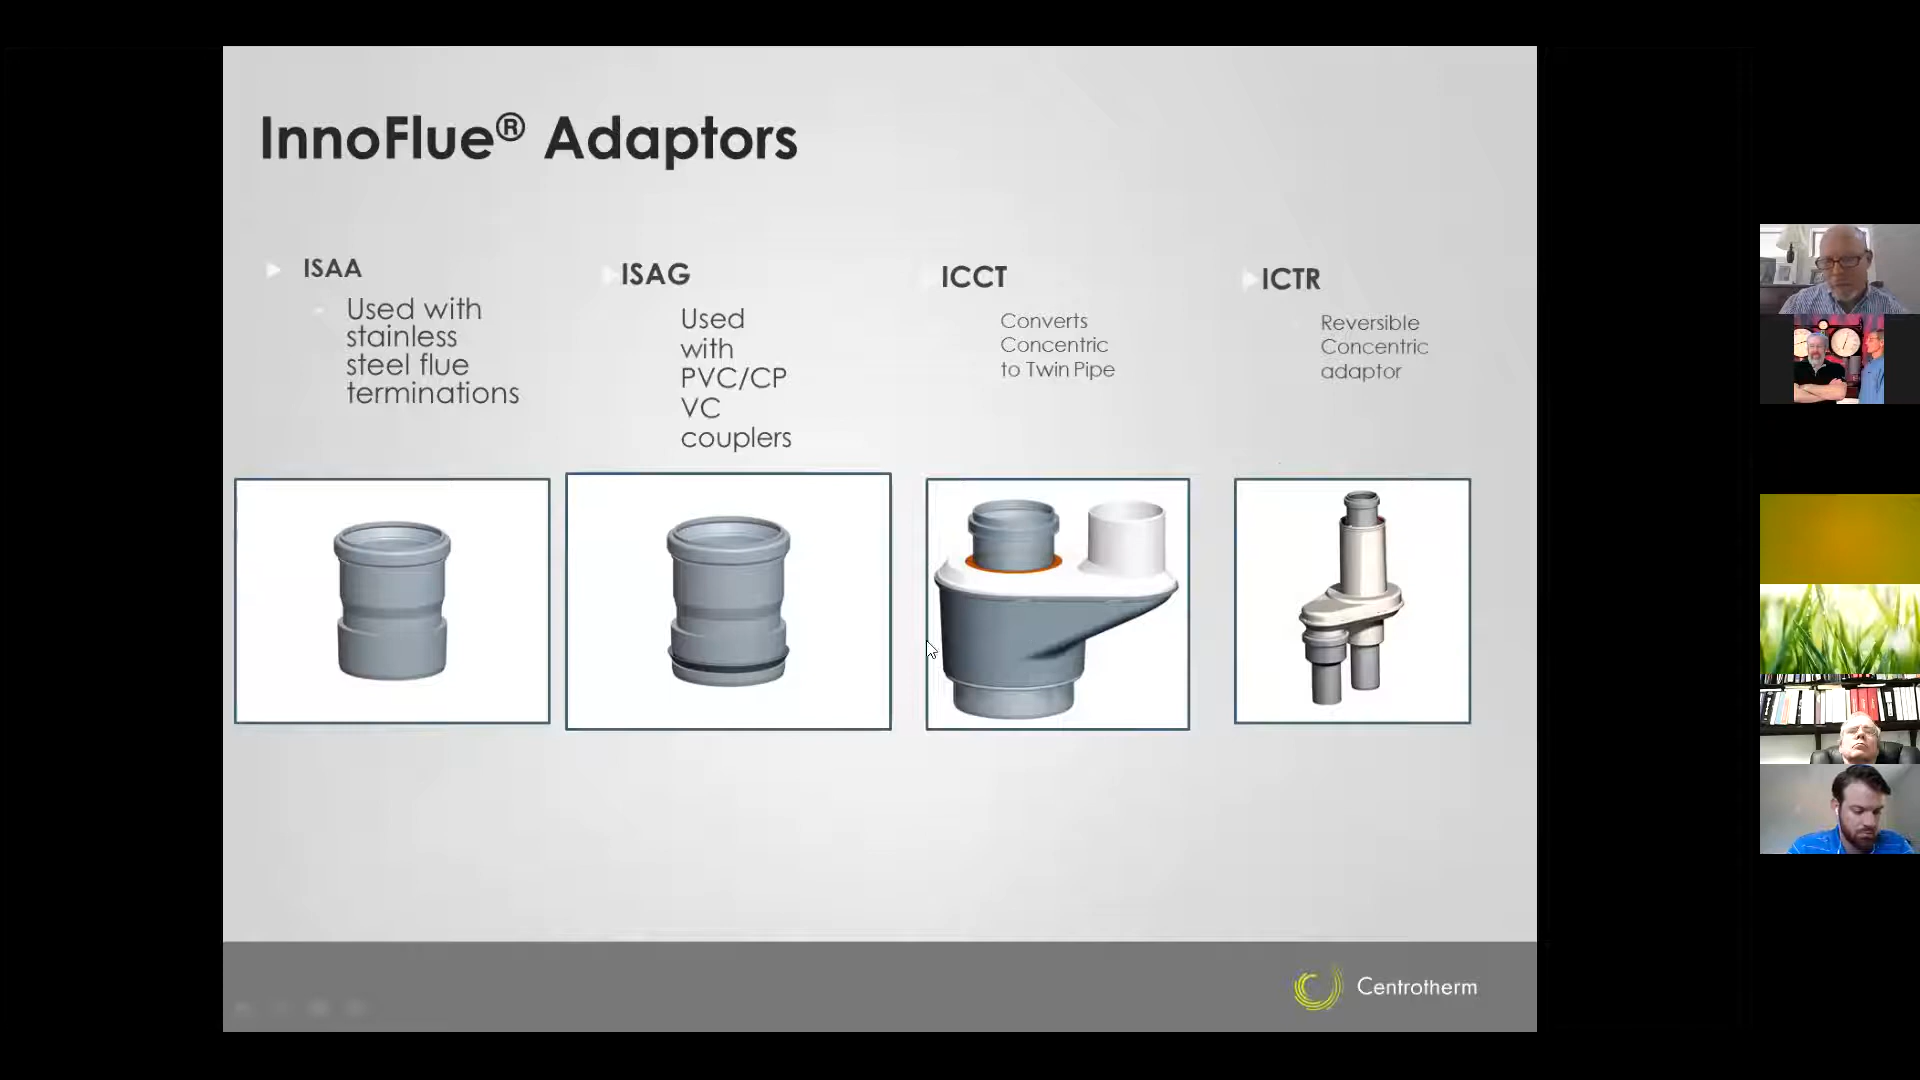 InnoFlue® Adaptors
ISAA
Used with
stainless
steel flue
terminations
ISAG
Used
with
PVC/CP
VC
couplers
ICCT
Converts
Concentric
to Twin Pipe
ICTR
Reversible
Concentric
adaptor
Centrotherm